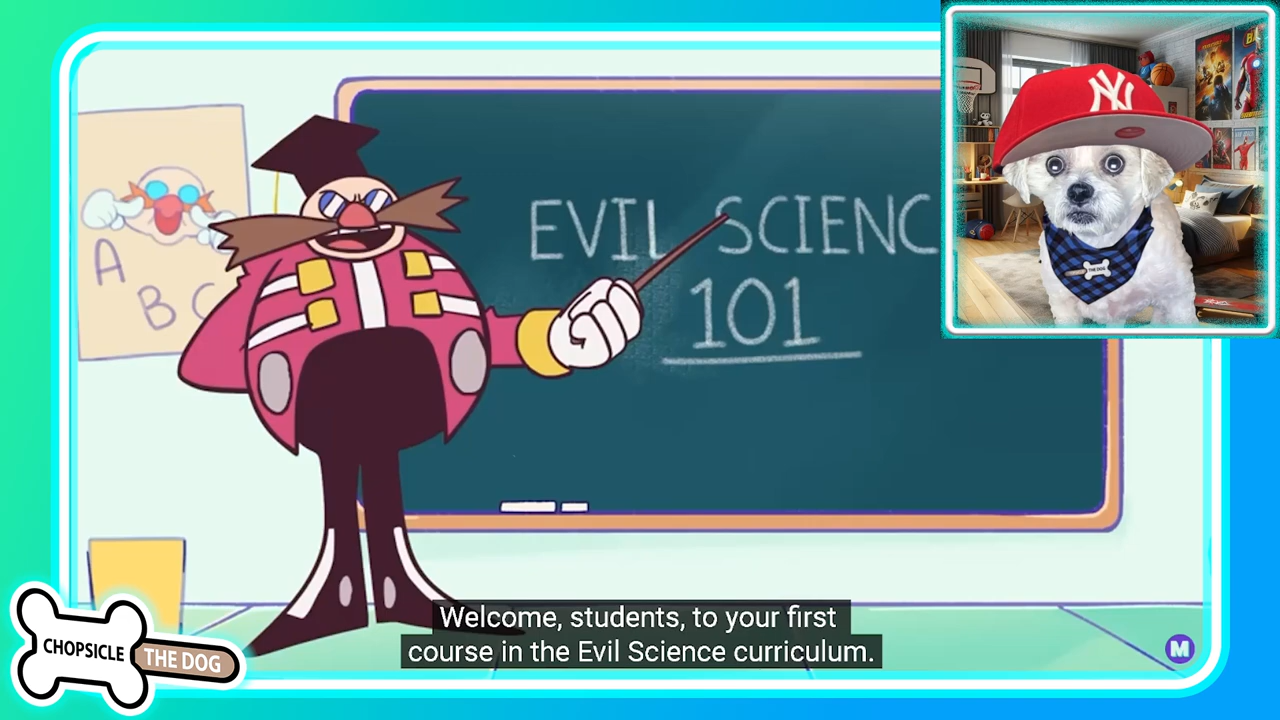 EVIL SCIENC
101
A
B C
NY
THE DOG
Welcome, students, to your first
course in the Evil Science curriculum.
CHOPSICLE
THE DOG
M